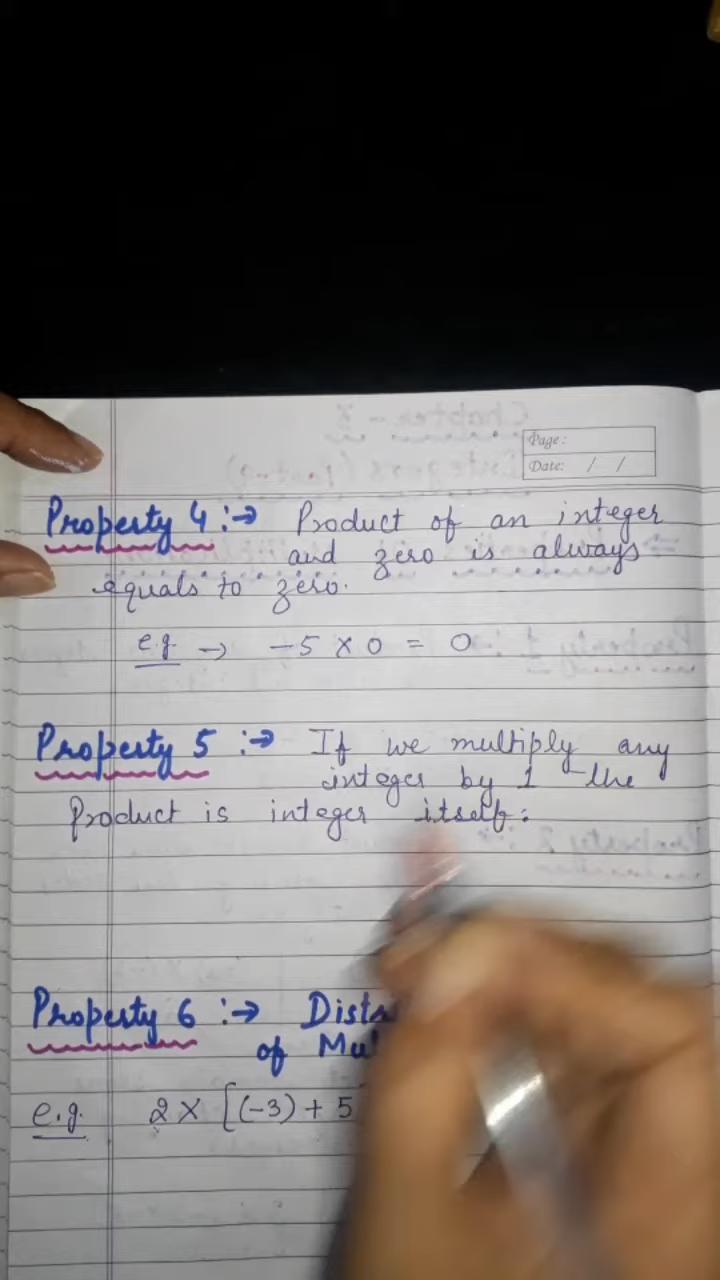 Page:
Date: / /
Property 4 :→ Product of an integer
and zero is always
equals to zero.
e.g. → -5 × 0 = 0
Property 5 :→ If we multiply any
integer by 1 the
Product is integer itself.
Property 6 :→
of
e.g. 2 × [(-3) + 5